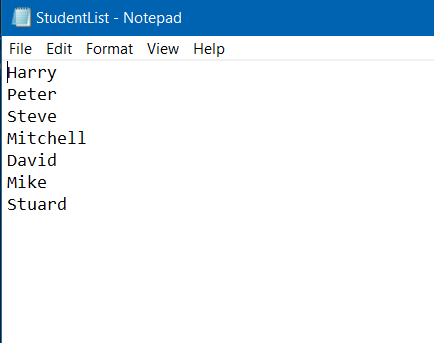 StudentList - Notepad
File Edit Format View Help
Harry
Peter
Steve
Mitchell
David
Mike
Stuard